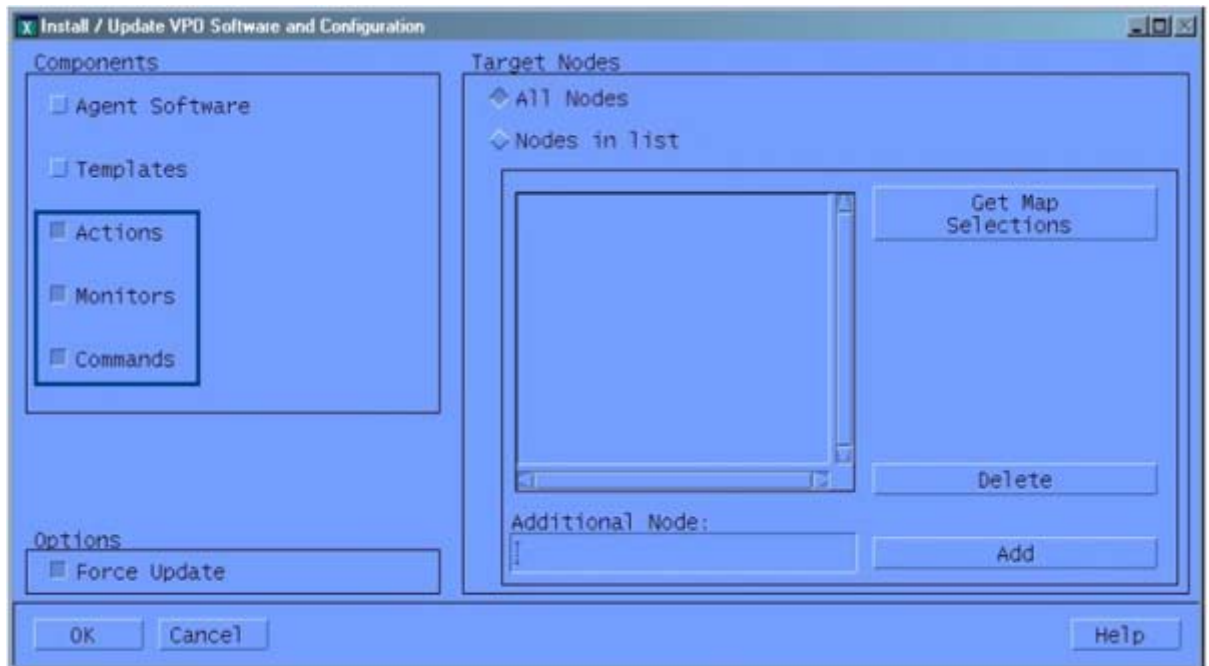 Install / Update VPO Software and Configuration
Components
Agent Software
Templates
Actions
Monitors
Commands
Options
Force Update
Target Nodes
All Nodes
Nodes in list
Get Map
Selections
Delete
Additional Node:
Add
OK
Cancel
Help